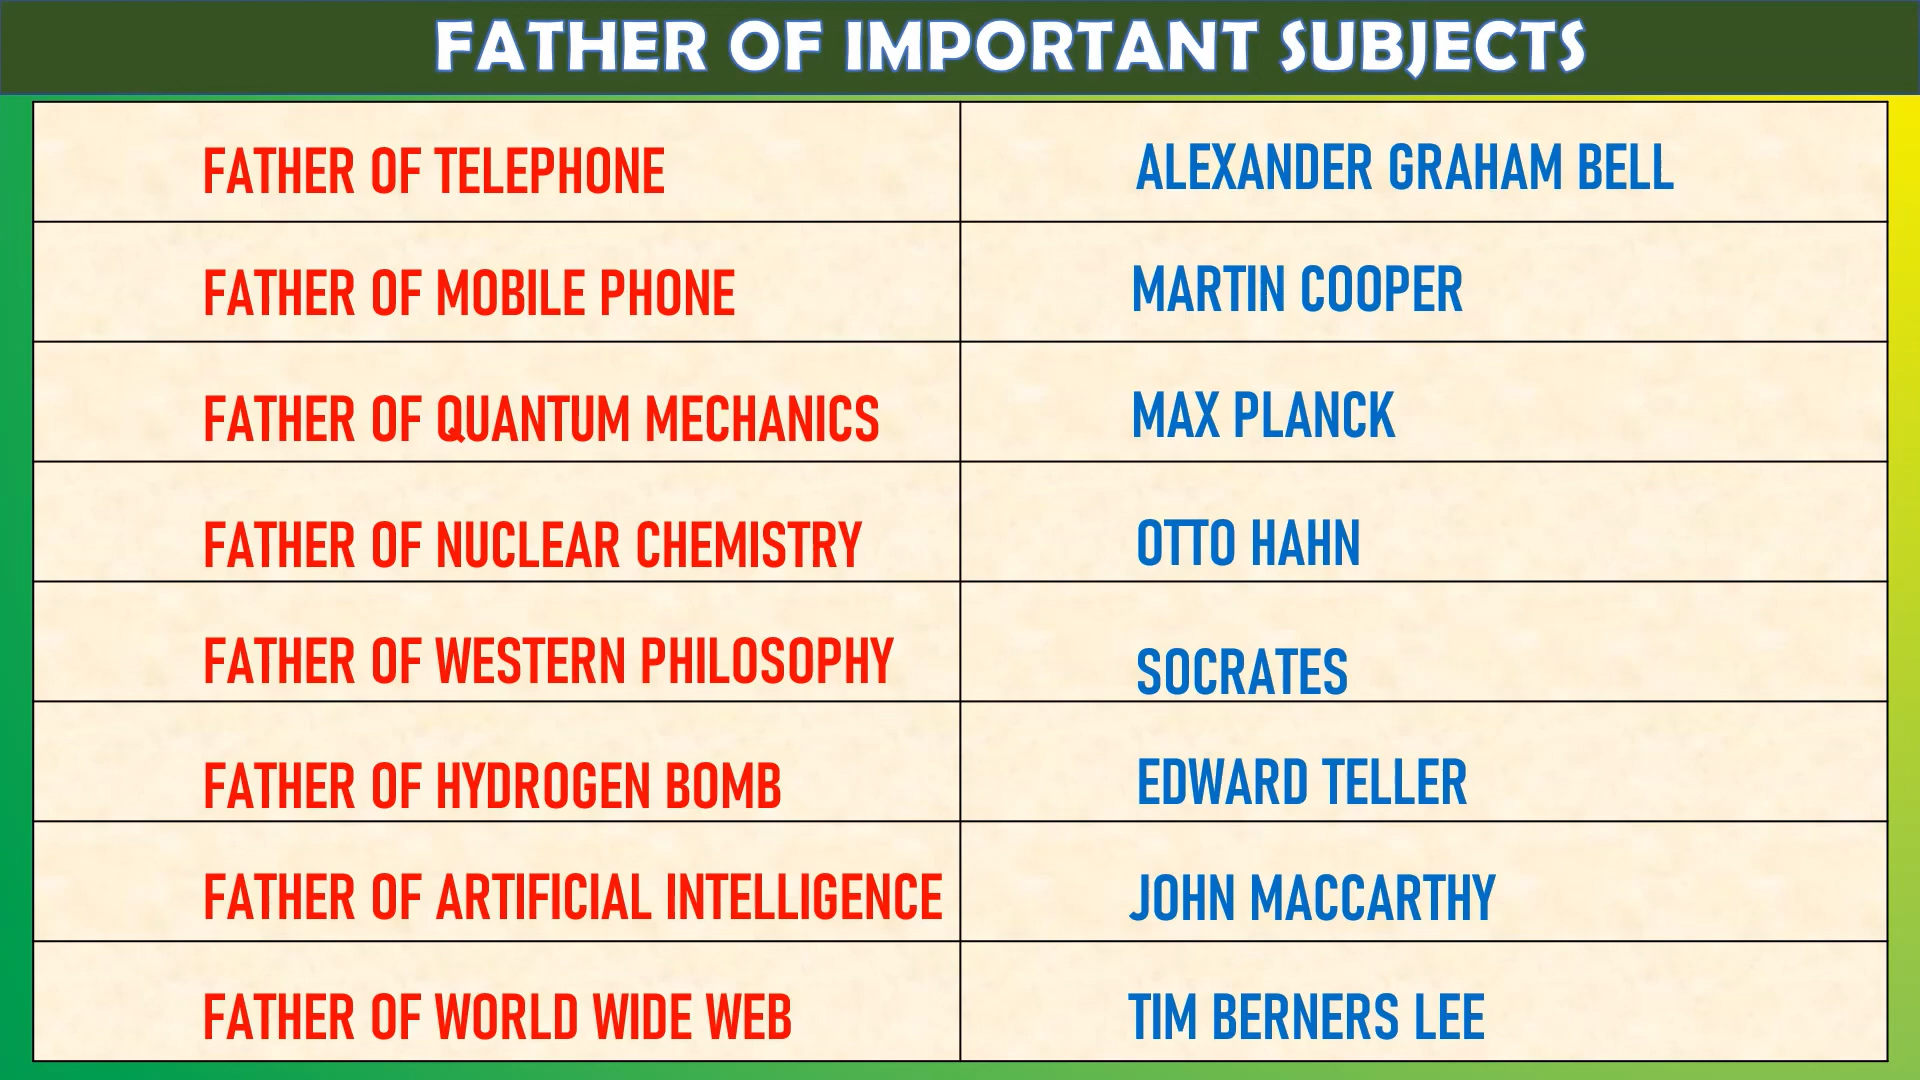 FATHER OF IMPORTANT SUBJECTS
FATHER OF TELEPHONE
ALEXANDER GRAHAM BELL
FATHER OF MOBILE PHONE
MARTIN COOPER
FATHER OF QUANTUM MECHANICS
MAX PLANCK
FATHER OF NUCLEAR CHEMISTRY
OTTO HAHN
FATHER OF WESTERN PHILOSOPHY
SOCRATES
FATHER OF HYDROGEN BOMB
EDWARD TELLER
FATHER OF ARTIFICIAL INTELLIGENCE
JOHN MACCARTHY
FATHER OF WORLD WIDE WEB
TIM BERNERS LEE